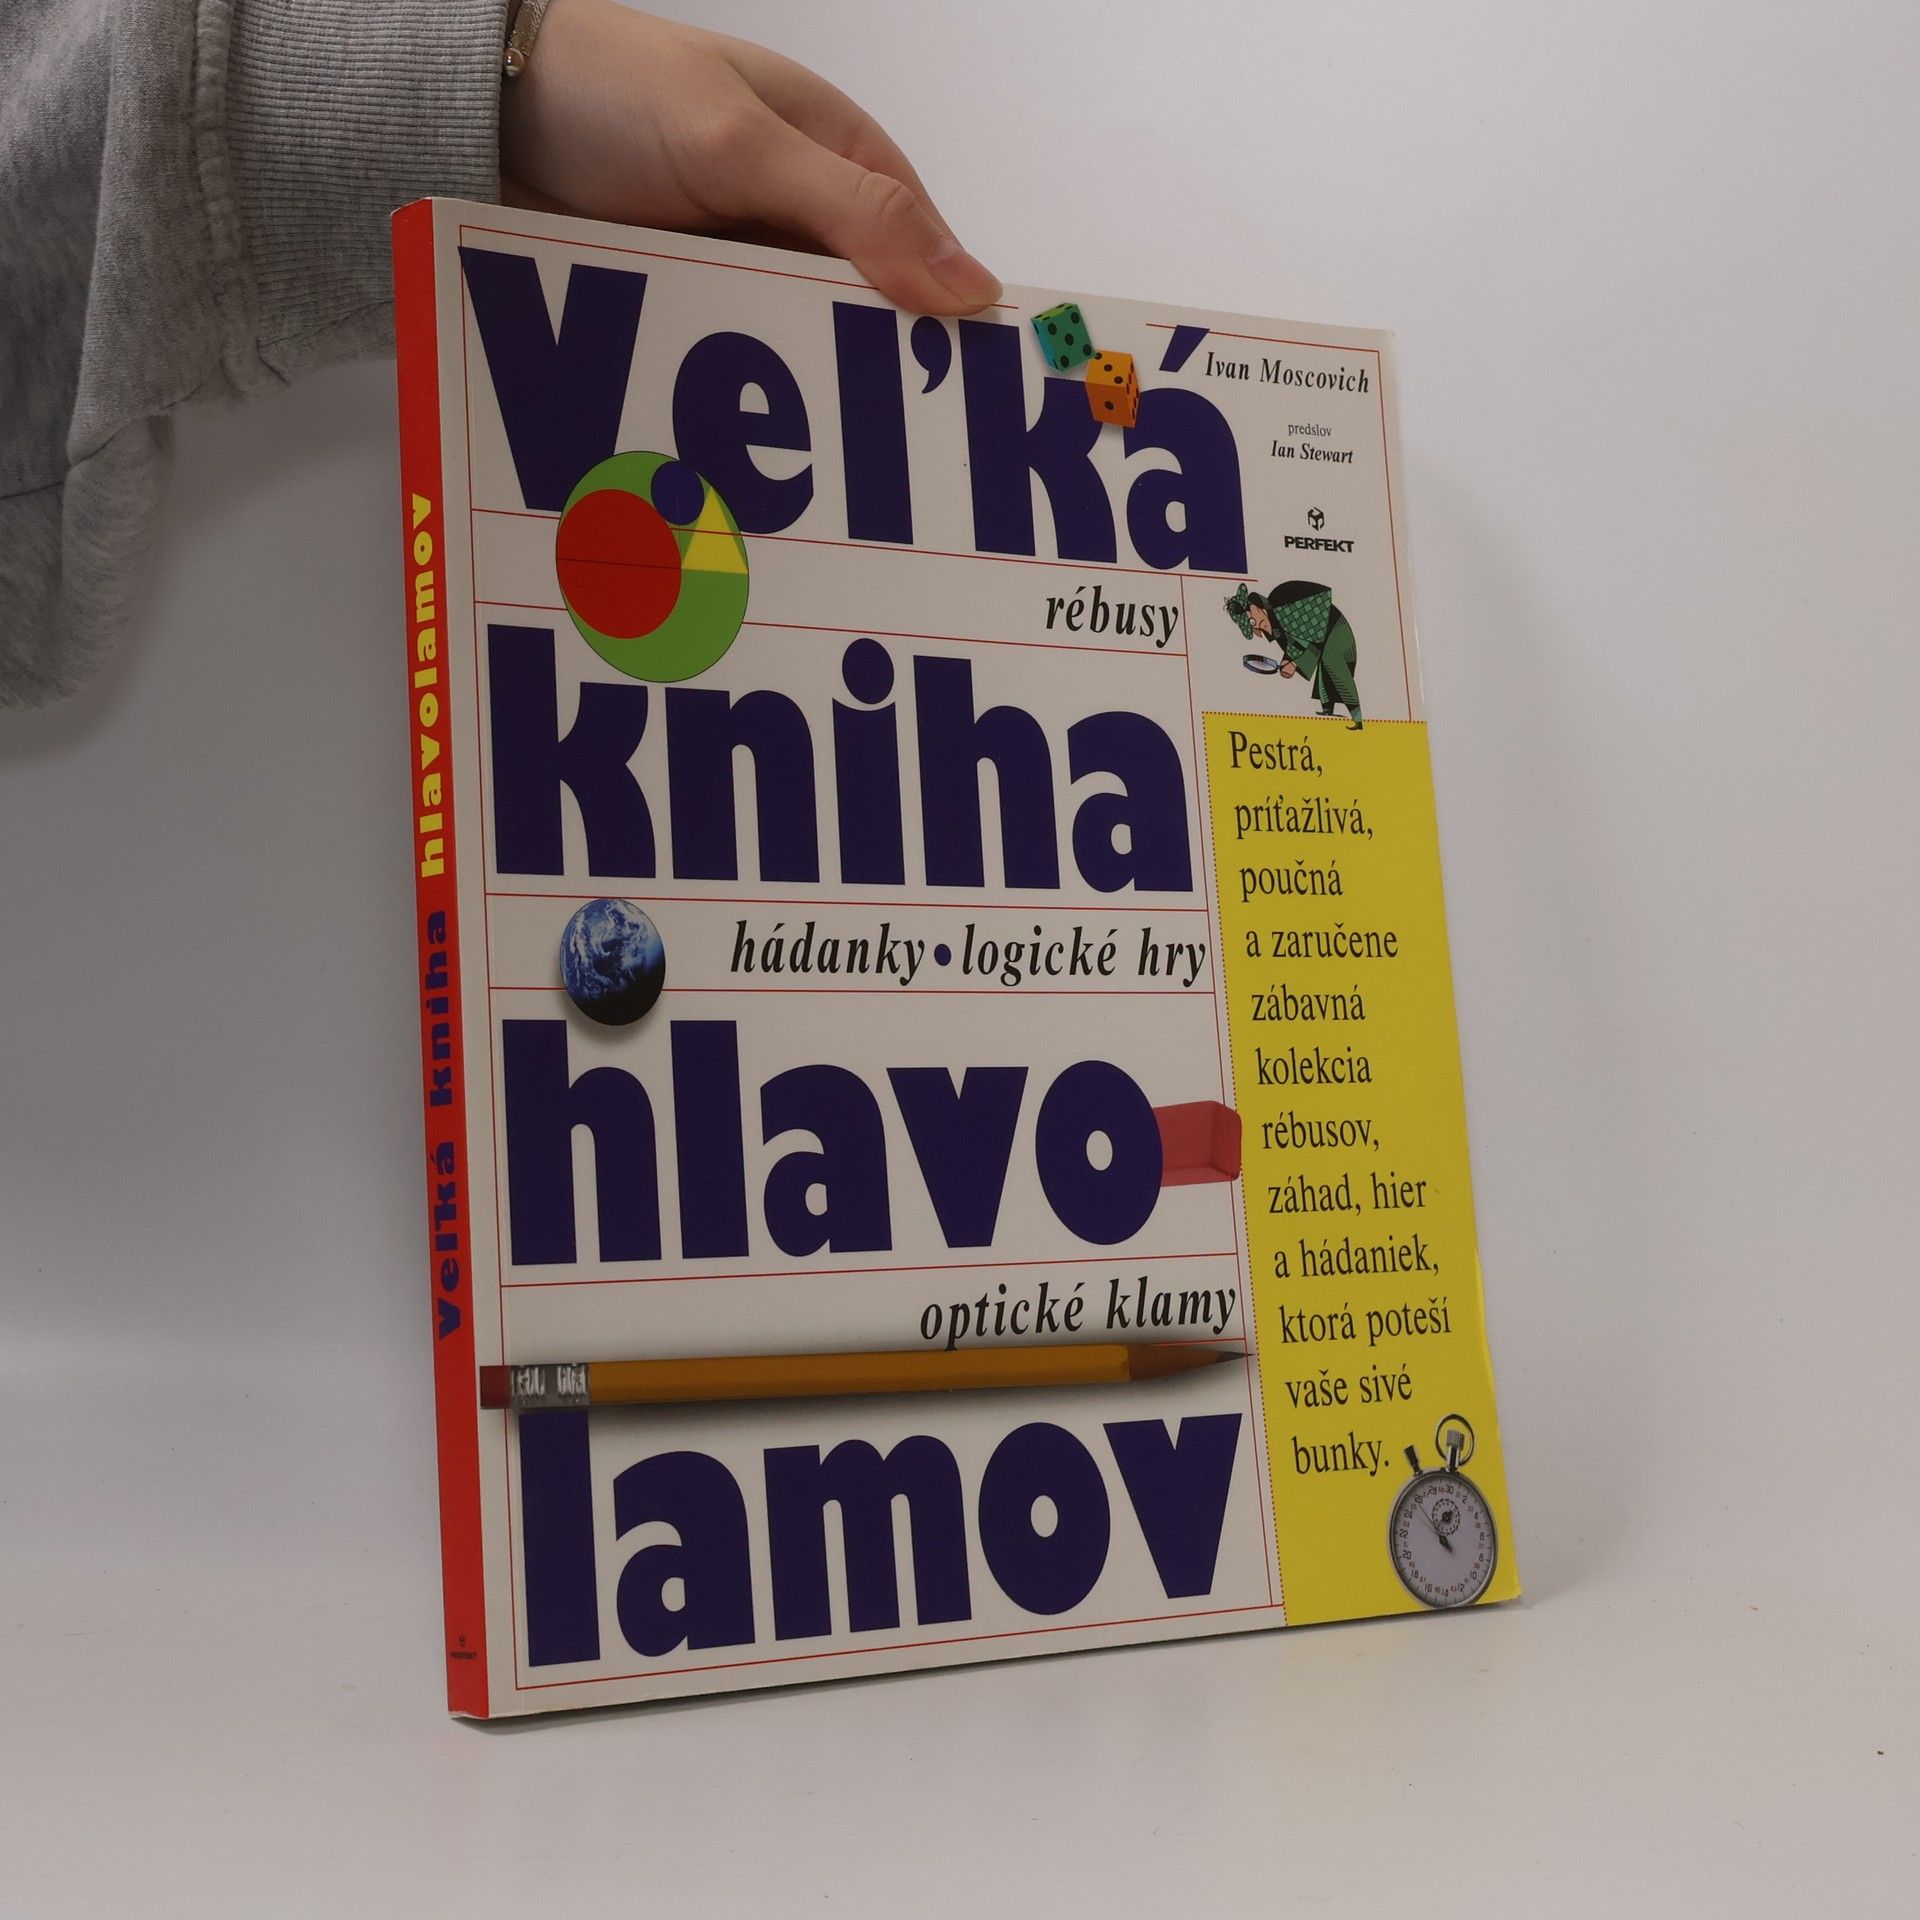 Veľká
Ivan Moscovich
predslov
Ian Stewart
PERFEKT
rébusy
kniha
hádanky • logické hry
hlavo-
optické klamy
lamov
Pestrá,
príťažlivá,
poučná
a zaručene
zábavná
kolekcia
rébusov,
záhad, hier
a hádaniek,
ktorá poteší
vaše sivé
bunky.
Veľká kniha hlavolamov
PERFEKT